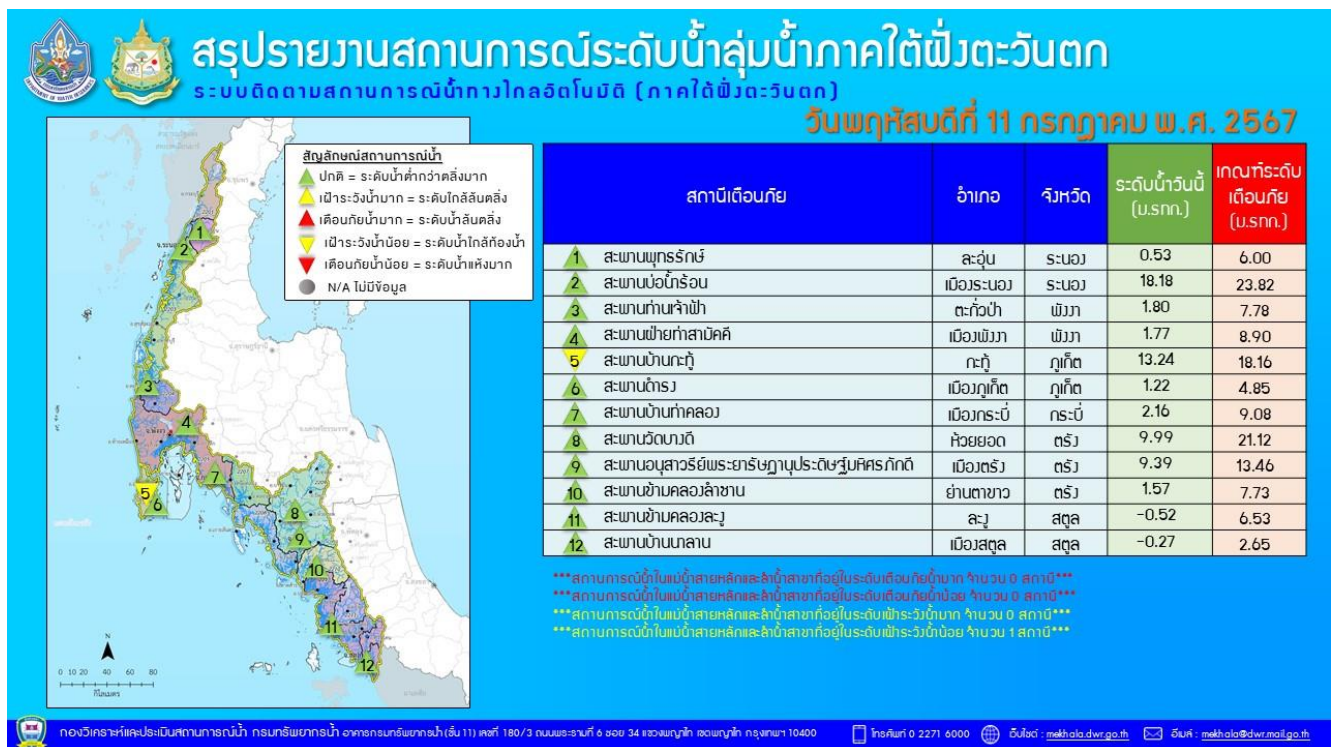 สรุปรายงานสถานการณ์ระดับน้ำลุ่มน้ำภาคใต้ฝั่งตะวันตก
ระบบติดตามสถานการณ์น้ำทางไกลอัตโนมัติ (ภาคใต้ฝั่งตะวันตก)
วันพฤหัสบดีที่ 11 กรกฎาคม พ.ศ. 2567
สัญลักษณ์สถานการณ์น้ำ
ปกติ = ระดับน้ำต่ำกว่าตลิ่งมาก
เฝ้าระวังน้ำมาก = ระดับใกล้ล้นตลิ่ง
เตือนภัยน้ำมาก = ระดับน้ำล้นตลิ่ง
เฝ้าระวังน้ำน้อย = ระดับน้ำใกล้ท้องน้ำ
เตือนภัยน้ำน้อย = ระดับน้ำแห้งมาก
N/A ไม่มีข้อมูล
1
2
3
4
5
6
7
8
9
10
11
12
N
0 10 20 40 60 80
กิโลเมตร
สถานีเตือนภัย อำเภอ จังหวัด ระดับน้ำวันนี้ (ม.รทก.) เกณฑ์ระดับเตือนภัย (ม.รทก.)
1 สะพานพุทธรักษ์ ละอุ่น ระนอง 0.53 6.00
2 สะพานบ่อน้ำร้อน เมืองระนอง ระนอง 18.18 23.82
3 สะพานท่านเจ้าฟ้า ตะกั่วป่า พังงา 1.80 7.78
4 สะพานฝ่ายท่าสามัคคี เมืองพังงา พังงา 1.77 8.90
5 สะพานบ้านกะทู้ กะทู้ ภูเก็ต 13.24 18.16
6 สะพานดำรง เมืองภูเก็ต ภูเก็ต 1.22 4.85
7 สะพานบ้านท่าคลอง เมืองกระบี่ กระบี่ 2.16 9.08
8 สะพานวัดบางดี ห้วยยอด ตรัง 9.99 21.12
9 สะพานอนุสาวรีย์พระยารัษฎานุประดิษฐ์มหิศรภักดี เมืองตรัง ตรัง 9.39 13.46
10 สะพานข้ามคลองลำชาน ย่านตาขาว ตรัง 1.57 7.73
11 สะพานข้ามคลองละงู ละงู สตูล -0.52 6.53
12 สะพานบ้านนาลาน เมืองสตูล สตูล -0.27 2.65
***สถานการณ์น้ำในแม่น้ำสายหลักและลำน้ำสาขาที่อยู่ในระดับเตือนภัยน้ำมาก จำนวน 0 สถานี***
***สถานการณ์น้ำในแม่น้ำสายหลักและลำน้ำสาขาที่อยู่ในระดับเตือนภัยน้ำน้อย จำนวน 0 สถานี***
***สถานการณ์น้ำในแม่น้ำสายหลักและลำน้ำสาขาที่อยู่ในระดับเฝ้าระวังน้ำมาก จำนวน 0 สถานี***
***สถานการณ์น้ำในแม่น้ำสายหลักและลำน้ำสาขาที่อยู่ในระดับเฝ้าระวังน้ำน้อย จำนวน 1 สถานี***
กองวิเคราะห์และประเมินสถานการณ์น้ำ กรมทรัพยากรน้ำ อาคารกรมทรัพยากรน้ำ (ชั้น 11) เลขที่ 180/3 ถนนพระรามที่ 6 ซอย 34 แขวงพญาไท เขตพญาไท กรุงเทพฯ 10400 โทรศัพท์ 0 2271 6000 เว็บไซต์ : mekhala.dwr.go.th อีเมล์ : mekhala@dwr.mail.go.th